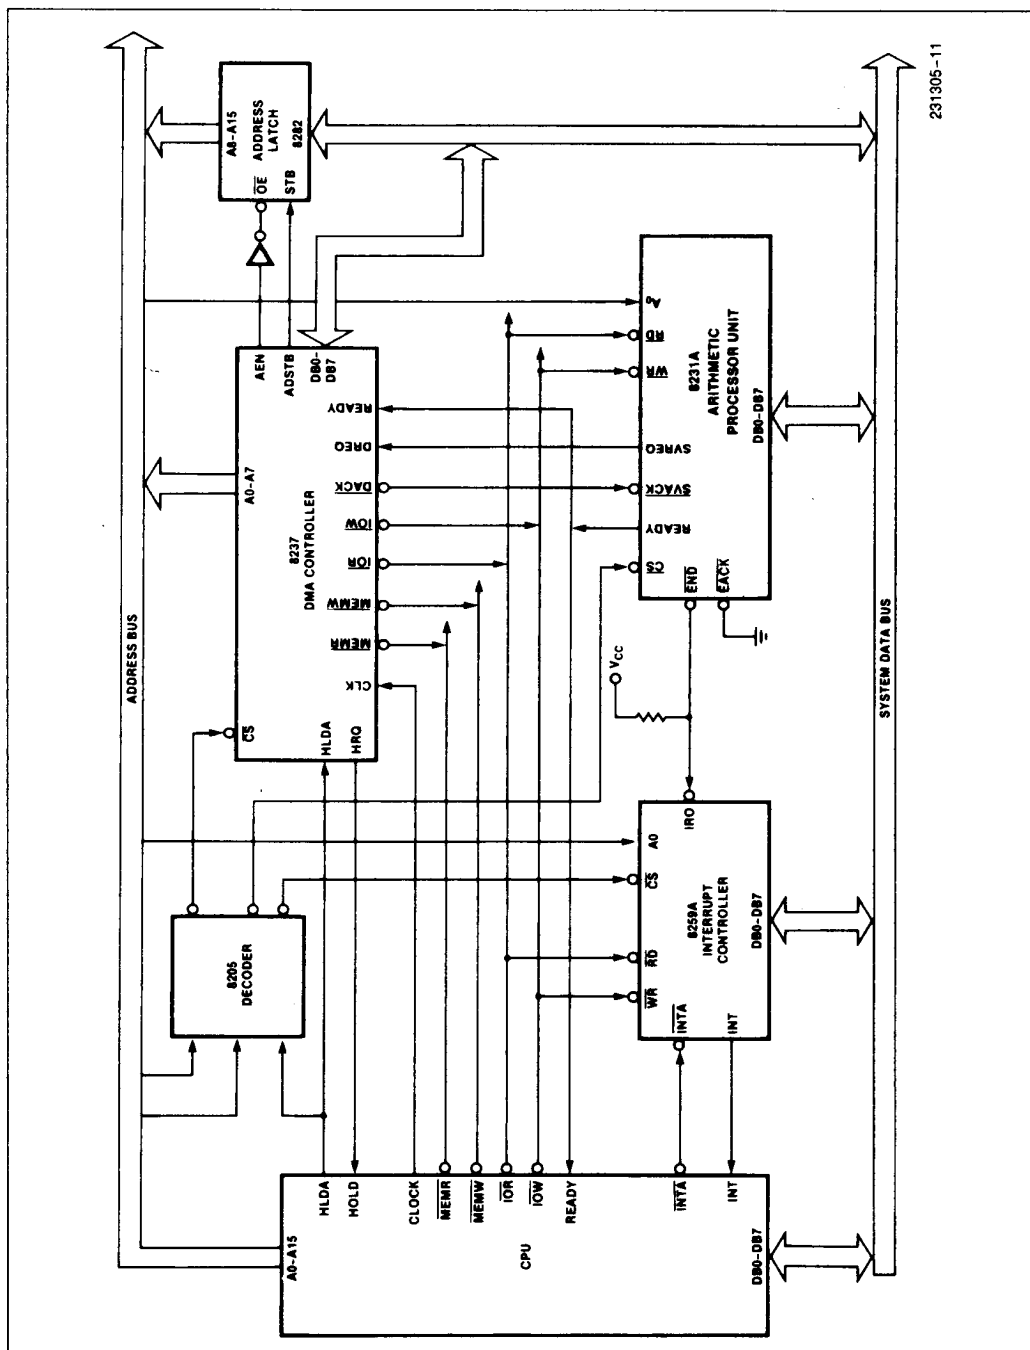 231305-11
ADDRESS BUS
A8-A15
ADDRESS
LATCH
8282
OE
STB
AEN
ADSTB
DB0-
DB7
A0-A7
8237
DMA CONTROLLER
READY
DREQ
DACK
IOW
IOR
MEMW
MEMR
CLK
CS
HLDA
HRQ
A0
RD
WR
SVREQ
SVACK
READY
CS
8231A
ARITHMETIC
PROCESSOR UNIT
DB0-DB7
END
EACK
VCC
8205
DECODER
IRO
A0
CS
RD
WR
8259A
INTERRUPT
CONTROLLER
DB0-DB7
INTA
INT
A0-A15
HLDA
HOLD
CLOCK
MEMR
MEMW
IOR
IOW
READY
INTA
INT
CPU
DB0-DB7
SYSTEM DATA BUS